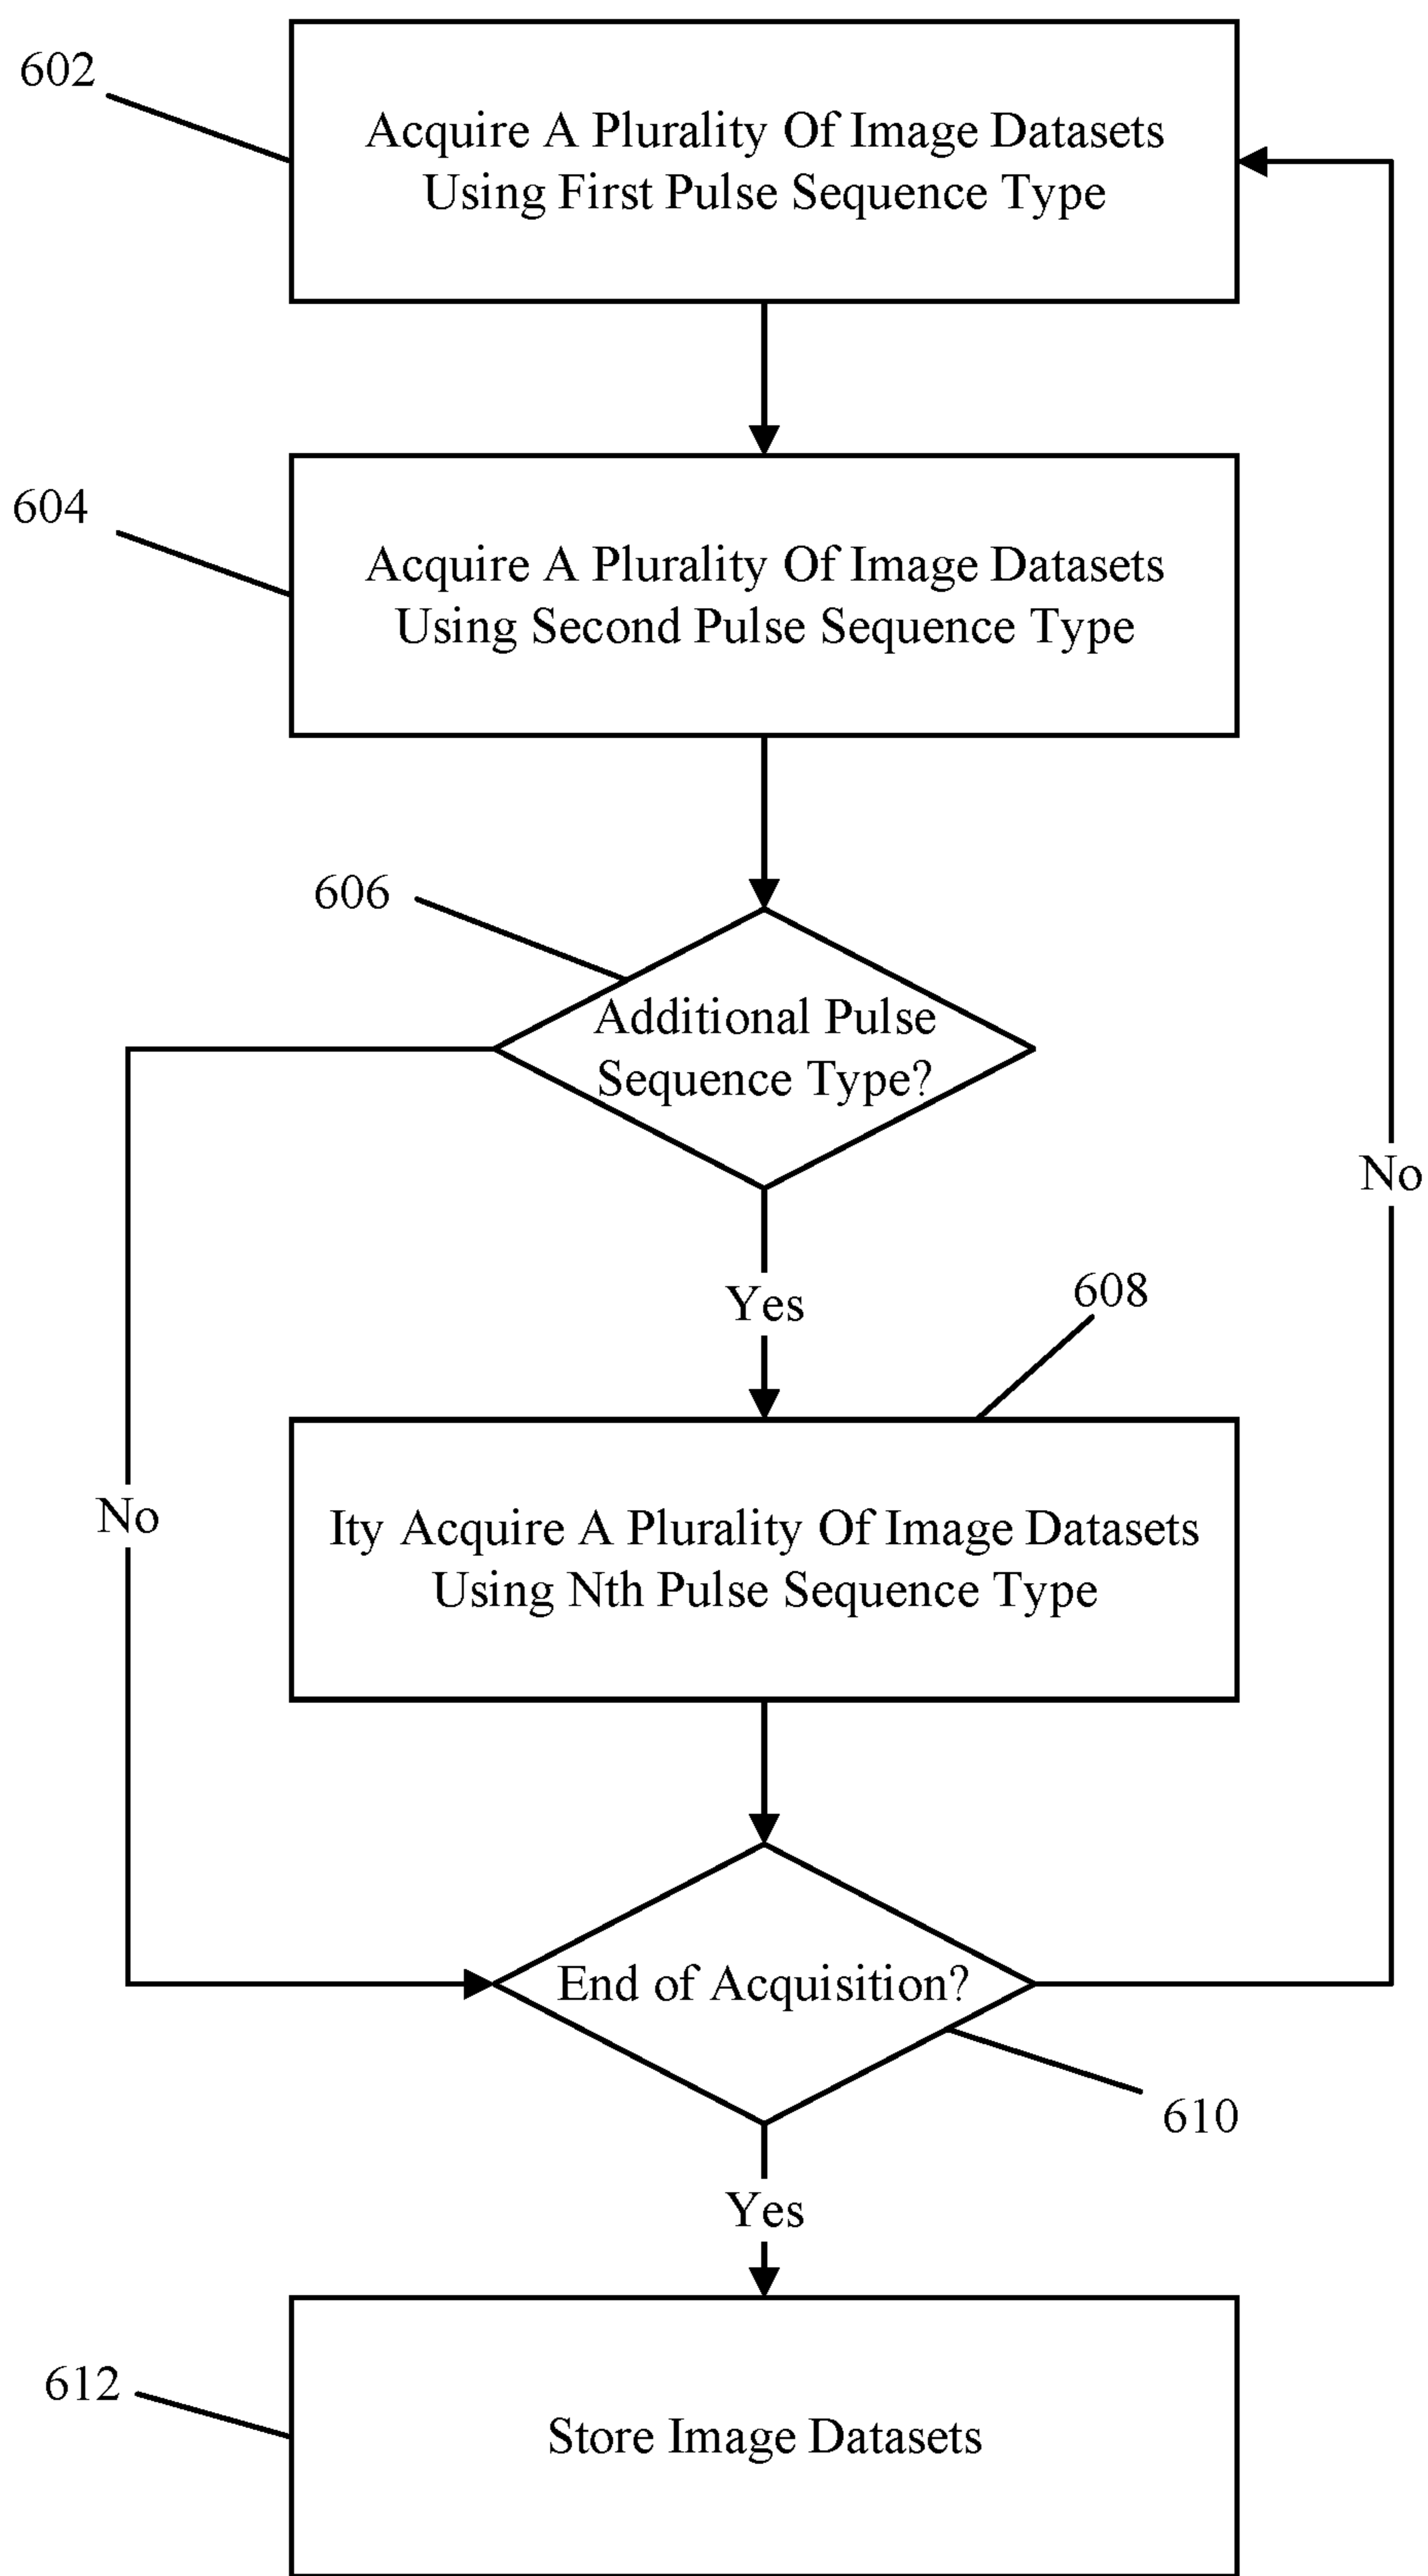 602
Acquire A Plurality Of Image Datasets
Using First Pulse Sequence Type
604
Acquire A Plurality Of Image Datasets
Using Second Pulse Sequence Type
606
Additional Pulse
Sequence Type?
No
Yes
608
No
Ity Acquire A Plurality Of Image Datasets
Using Nth Pulse Sequence Type
End of Acquisition?
610
Yes
612
Store Image Datasets